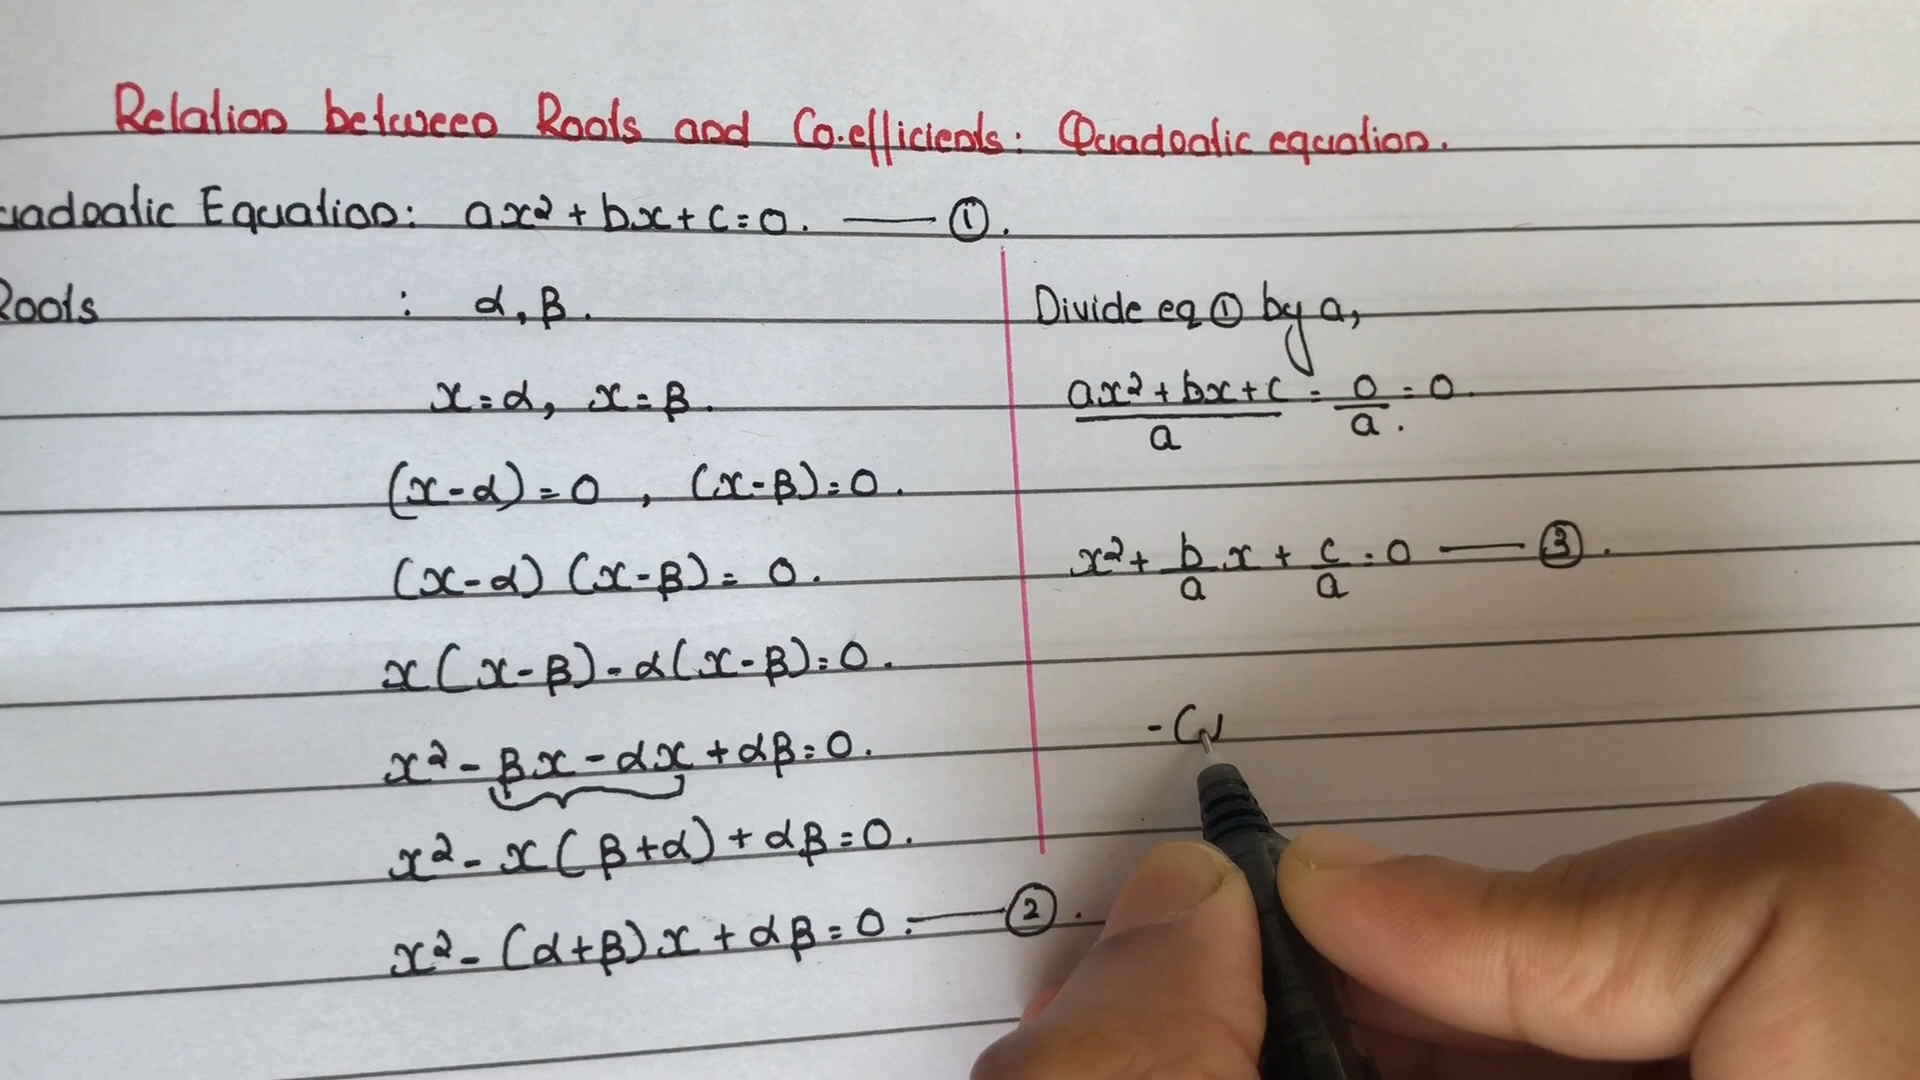 Relation between Roots and Co.efficients: Quadratic equation.
uadratic Equation: ax² + bx + c = 0. —— ①.
Roots : α, β.
x = α, x = β.
(x - α) = 0 , (x - β) = 0.
(x - α) (x - β) = 0.
x (x - β) - α (x - β) = 0.
x² - βx - αx + αβ = 0.
x² - x (β + α) + αβ = 0.
x² - (α + β) x + αβ = 0. —— ②.
Divide eq ① by a,
(ax² + bx + c)/a = 0/a. = 0.
x² + b/a x + c/a = 0 —— ③.
- (